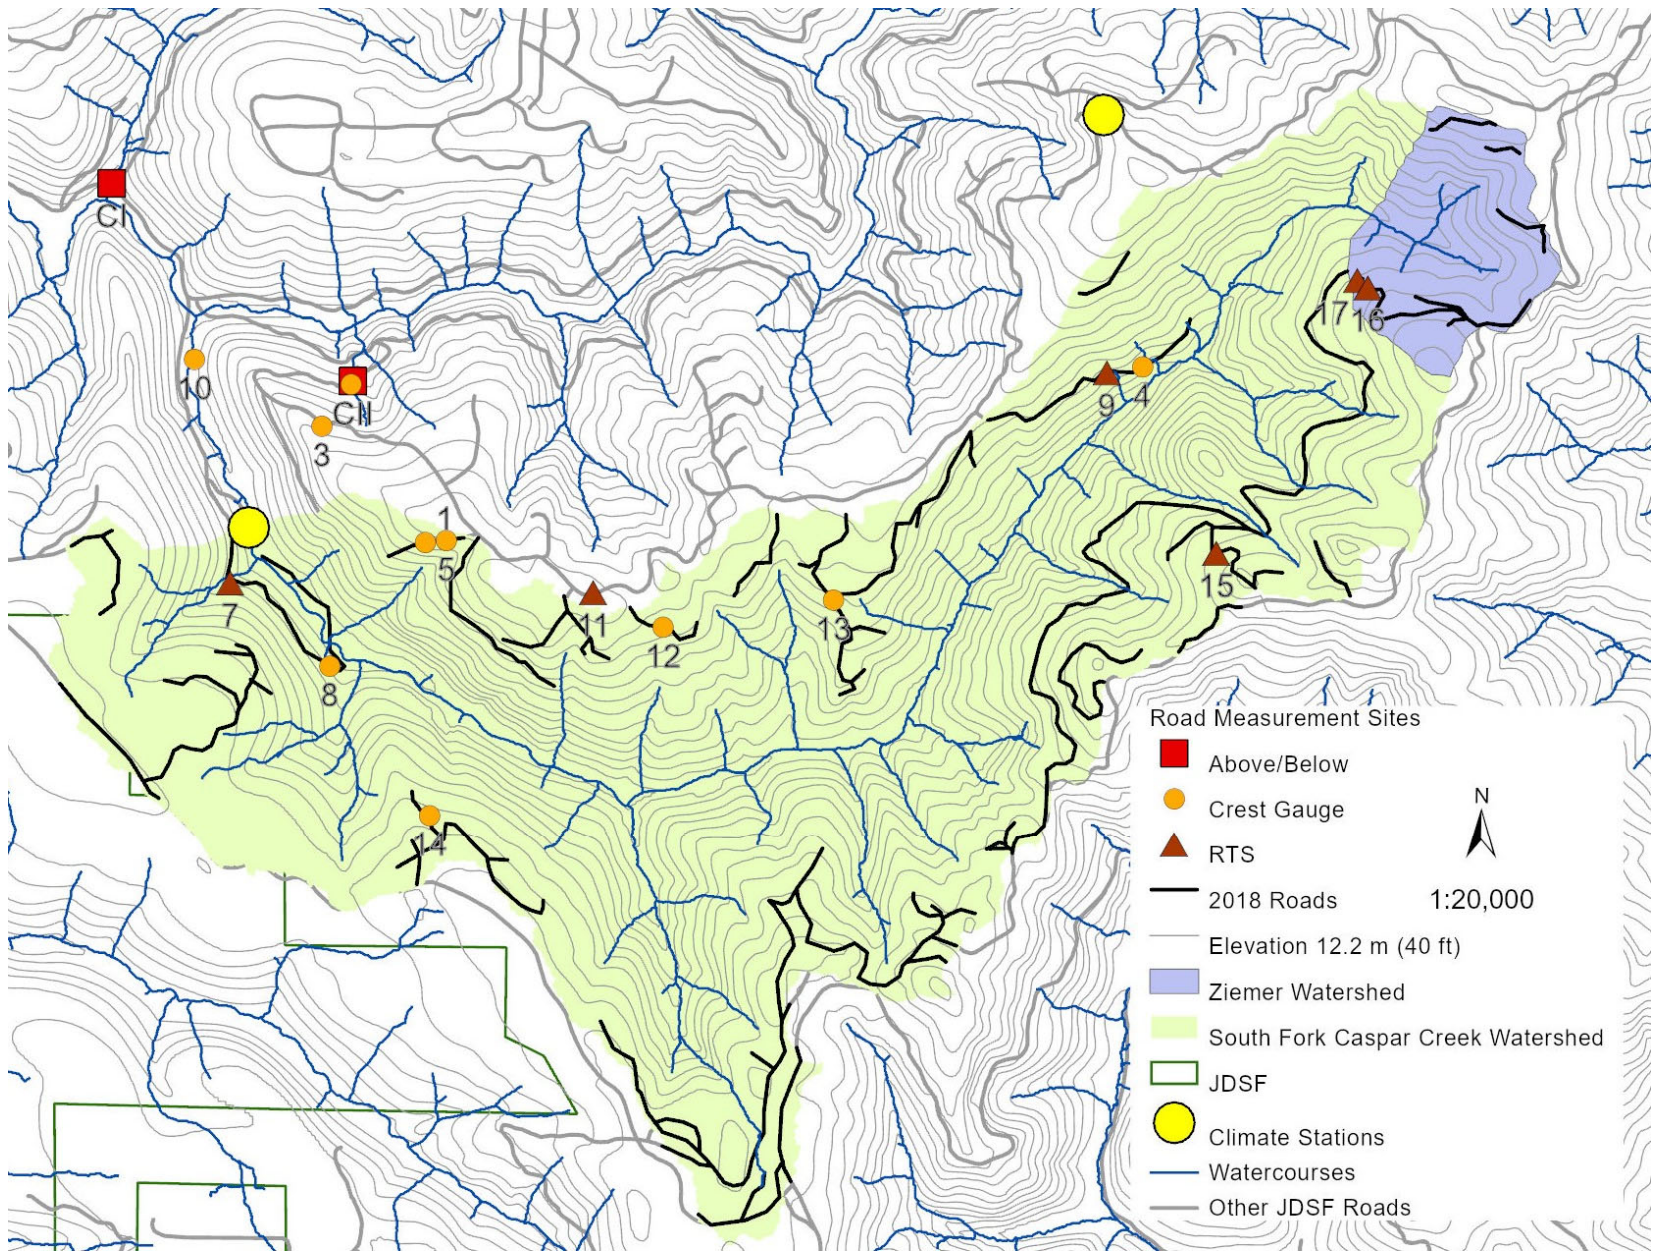 CI
17
16
10
CII
9
4
3
1
5
15
7
11
13
12
8
14
Road Measurement Sites
Above/Below
N
Crest Gauge
RTS
2018 Roads
1:20,000
Elevation 12.2 m (40 ft)
Ziemer Watershed
South Fork Caspar Creek Watershed
JDSF
Climate Stations
Watercourses
Other JDSF Roads